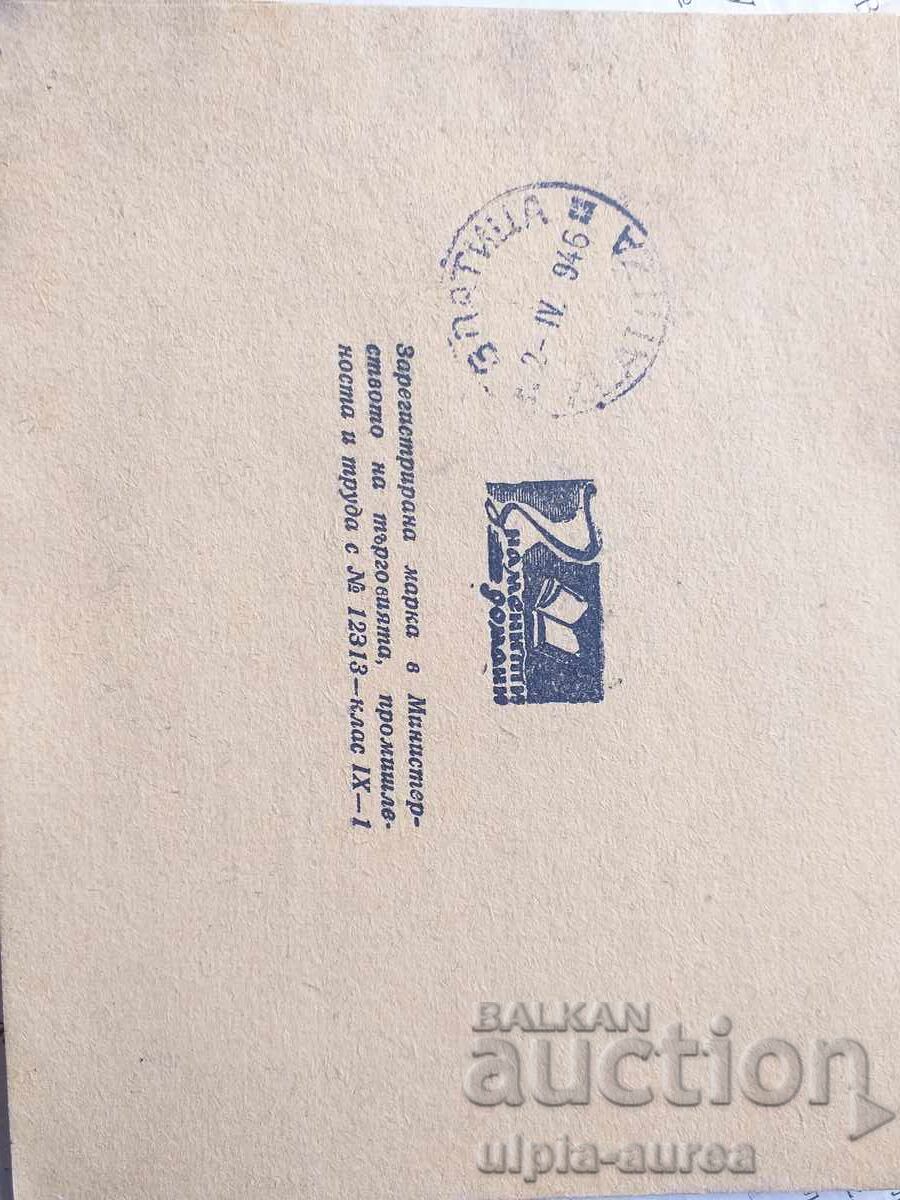 ЗЛАТИЦА
2-IV 946
Знаменити
романи
Зарегистрирана марка в Министер-
ството на търговията, промишле-
ността и труда с № 12313—клас IX—1
BALKAN
auction
ulpia-aurea